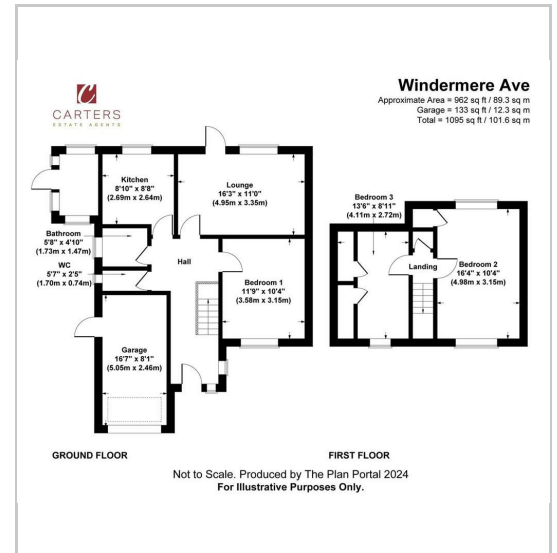 CARTERS
ESTATE AGENTS
Windermere Ave
Approximate Area = 962 sq ft / 89.3 sq m
Garage = 133 sq ft / 12.3 sq m
Total = 1095 sq ft / 101.6 sq m
Kitchen
8'10" x 8'8"
(2.69m x 2.64m)
Lounge
16'3" x 11'0"
(4.95m x 3.35m)
Bathroom
5'8" x 4'10"
(1.73m x 1.47m)
WC
5'7" x 2'5"
(1.70m x 0.74m)
Hall
Bedroom 1
11'9" x 10'4"
(3.58m x 3.15m)
Garage
16'7" x 8'1"
(5.05m x 2.46m)
Bedroom 3
13'6" x 8'11"
(4.11m x 2.72m)
Landing
Bedroom 2
16'4" x 10'4"
(4.98m x 3.15m)
GROUND FLOOR
FIRST FLOOR
Not to Scale. Produced by The Plan Portal 2024
For Illustrative Purposes Only.